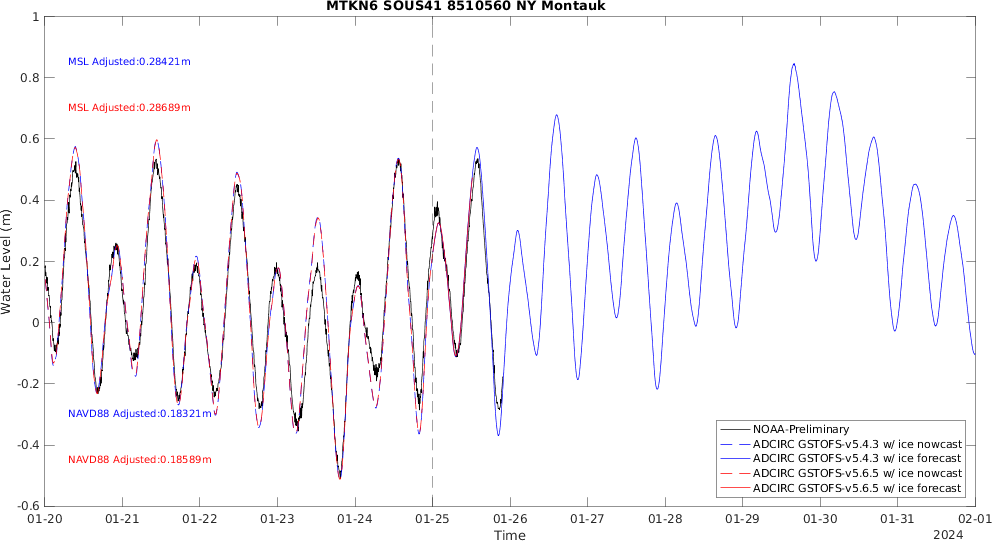 MTKN6 SOUS41 8510560 NY Montauk
1
0.8
0.6
0.4
0.2
0
-0.2
-0.4
-0.6
Water Level (m)
MSL Adjusted:0.28421m
MSL Adjusted:0.28689m
NAVD88 Adjusted:0.18321m
NAVD88 Adjusted:0.18589m
NOAA-Preliminary
ADCIRC GSTOFS-v5.4.3 w/ ice nowcast
ADCIRC GSTOFS-v5.4.3 w/ ice forecast
ADCIRC GSTOFS-v5.6.5 w/ ice nowcast
ADCIRC GSTOFS-v5.6.5 w/ ice forecast
01-20 01-21 01-22 01-23 01-24 01-25 01-26 01-27 01-28 01-29 01-30 01-31 02-01
Time
2024